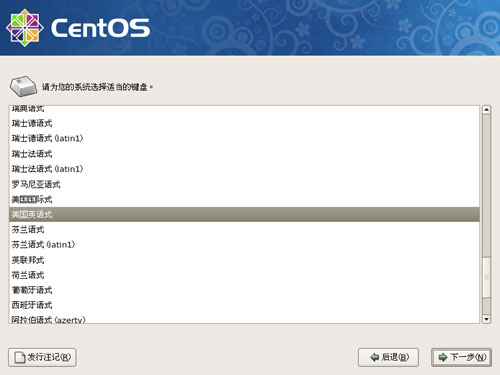 CentOS
请为您的系统选择适当的键盘。
瑞典语式
瑞士德语式
瑞士德语式 (latin1)
瑞士法语式
瑞士法语式 (latin1)
罗马尼亚语式
美国国际式
美国英语式
芬兰语式
芬兰语式 (latin1)
英联邦式
荷兰语式
葡萄牙语式
西班牙语式
阿拉伯语式 (azerty)
发行注记(R)
后退(B)
下一步(N)